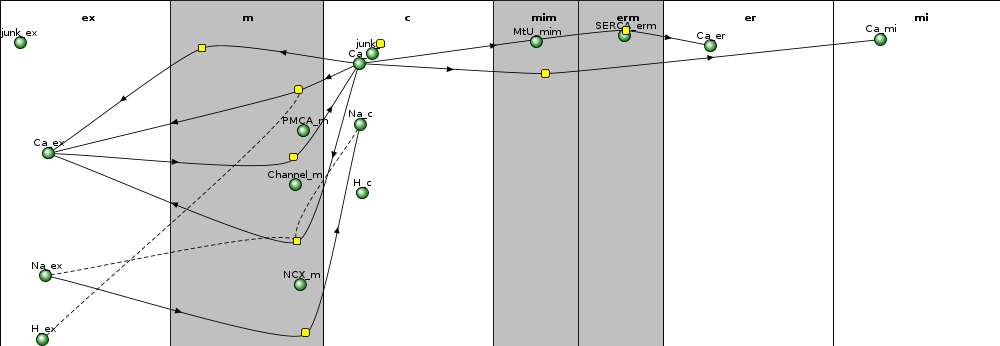 ex m c mim erm er mi
junk_ex junk MtU_mim SERCA_erm Ca_er Ca_mi
Ca_
PMCA_m Na_c
Ca_ex
Channel_m H_c
Na_ex NCX_m
H_ex